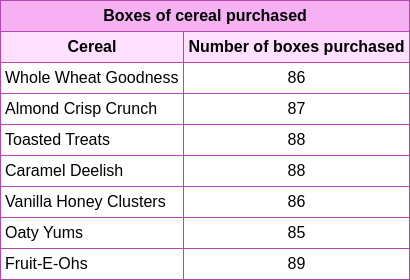 Boxes of cereal purchased
Cereal Number of boxes purchased
Whole Wheat Goodness 86
Almond Crisp Crunch 87
Toasted Treats 88
Caramel Deelish 88
Vanilla Honey Clusters 86
Oaty Yums 85
Fruit-E-Ohs 89